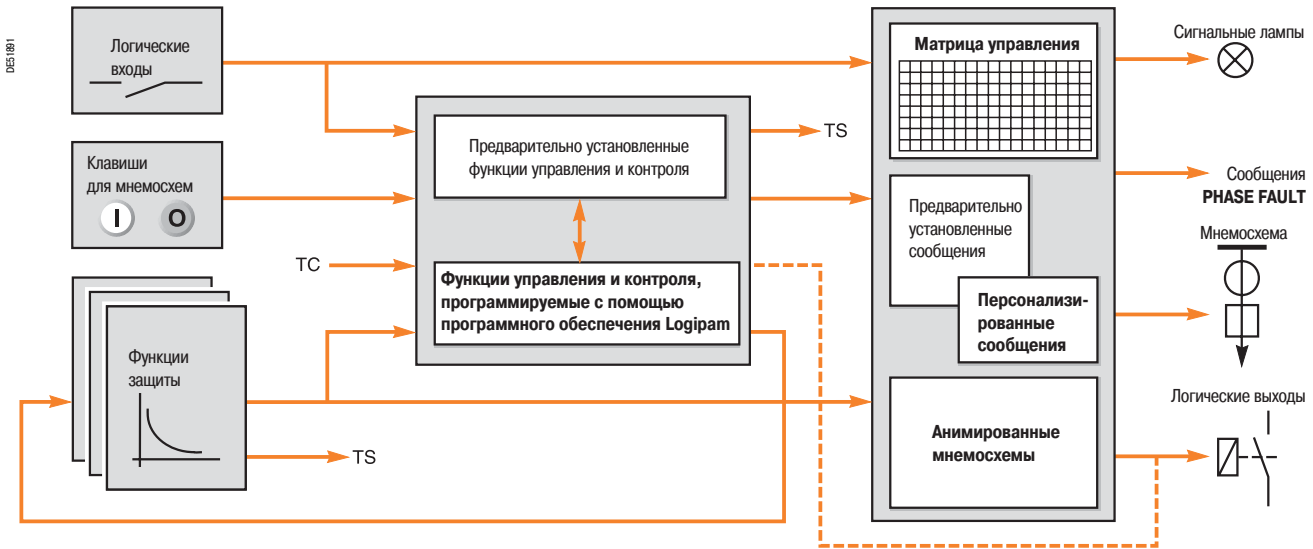 DE51891
Логические
входы
Клавиши
для мнемосхем
I
O
Функции
защиты
TS
TC
Предварительно установленные
функции управления и контроля
Функции управления и контроля,
программируемые с помощью
программного обеспечения Logipam
TS
Матрица управления
Предварительно
установленные
сообщения
Персонализи-
рованные
сообщения
Анимированные
мнемосхемы
Сигнальные лампы
Сообщения
PHASE FAULT
Мнемосхема
Логические выходы